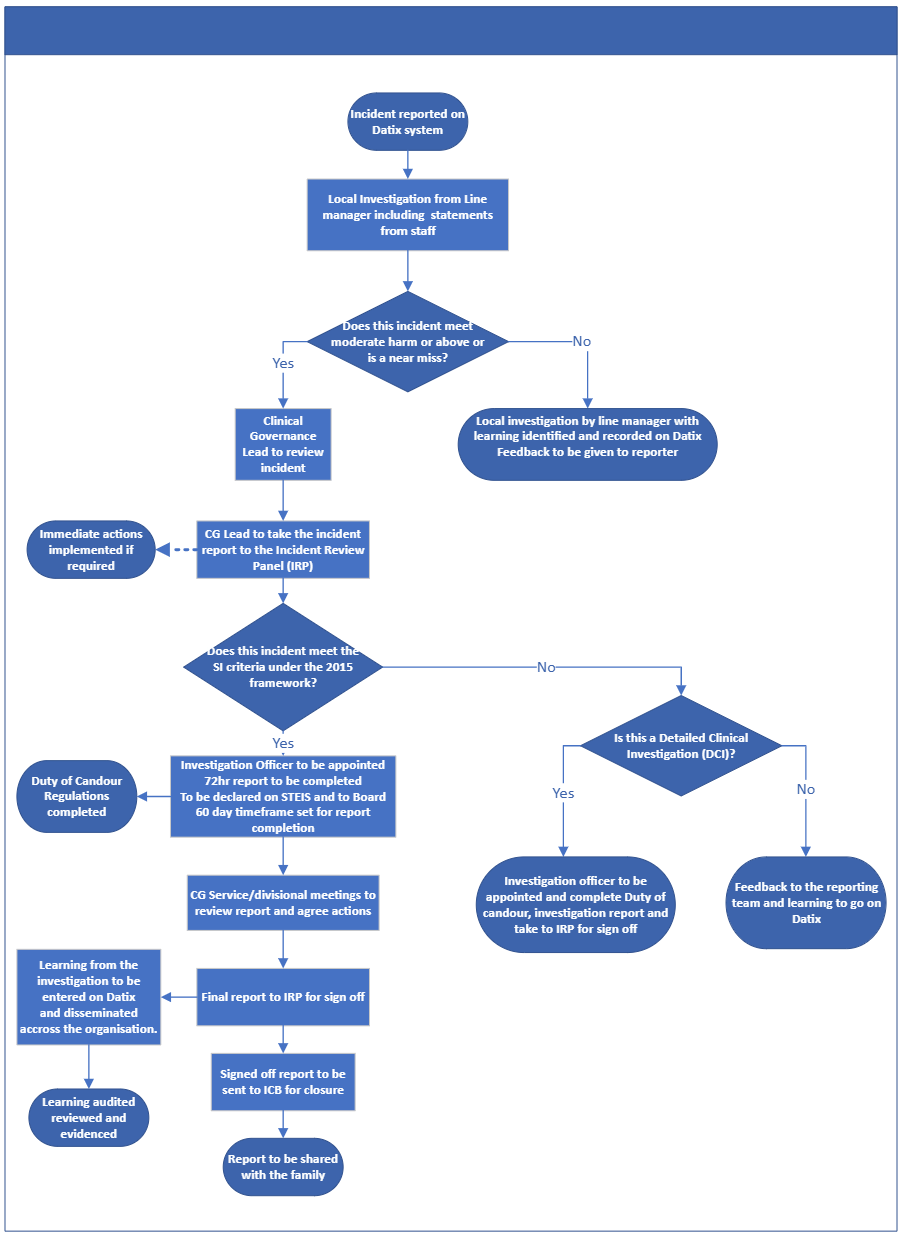 Incident reported on
Datix system
Local Investigation from Line
manager including statements
from staff
Does this incident meet
moderate harm or above or
is a near miss?
Yes
No
Clinical
Governance
Lead to review
incident
Local investigation by line manager with
learning identified and recorded on Datix
Feedback to be given to reporter
Immediate actions
implemented if
required
CG Lead to take the incident
report to the Incident Review
Panel (IRP)
Does this incident meet the
SI criteria under the 2015
framework?
No
Yes
Is this a Detailed Clinical
Investigation (DCI)?
Yes
No
Duty of Candour
Regulations
completed
Investigation Officer to be appointed
72hr report to be completed
To be declared on STEIS and to Board
60 day timeframe set for report
completion
Investigation officer to be
appointed and complete Duty of
candour, investigation report and
take to IRP for sign off
Feedback to the reporting
team and learning to go on
Datix
CG Service/divisional meetings to
review report and agree actions
Learning from the
investigation to be
entered on Datix
and disseminated
accross the organisation.
Final report to IRP for sign off
Signed off report to be
sent to ICB for closure
Learning audited
reviewed and
evidenced
Report to be shared
with the family